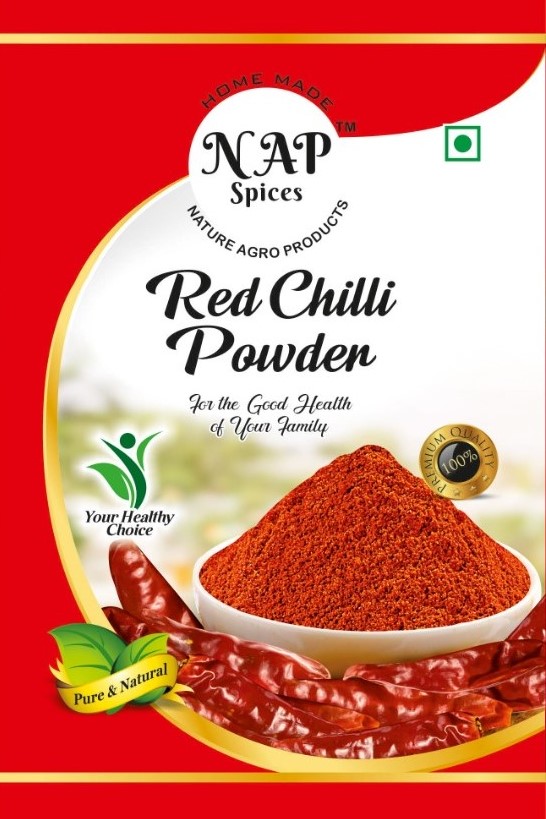 HOME MADE
NAP
TM
Spices
NATURE AGRO PRODUCTS
Red Chilli
Powder
For the Good Health
of Your Family
PREMIUM QUALITY
100%
Your Healthy
Choice
Pure & Natural